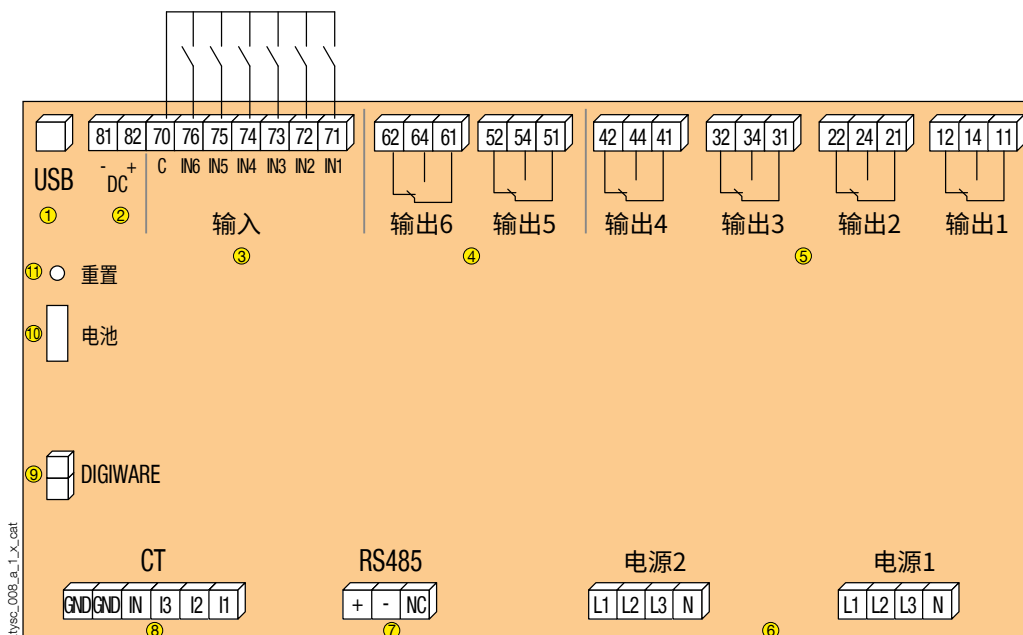 81 82 70 76 75 74 73 72 71 62 64 61 52 54 51 42 44 41 32 34 31 22 24 21 12 14 11
USB - DC + C IN6 IN5 IN4 IN3 IN2 IN1
输入 输出6 输出5 输出4 输出3 输出2 输出1
① ② ③ ④ ⑤
⑪ 重置
⑩ 电池
⑨ DIGIWARE
CT RS485 电源2 电源1
GND GND IN I3 I2 I1 + - NC L1 L2 L3 N L1 L2 L3 N
⑧ ⑦ ⑥
tysc_008_a_1_x_cat